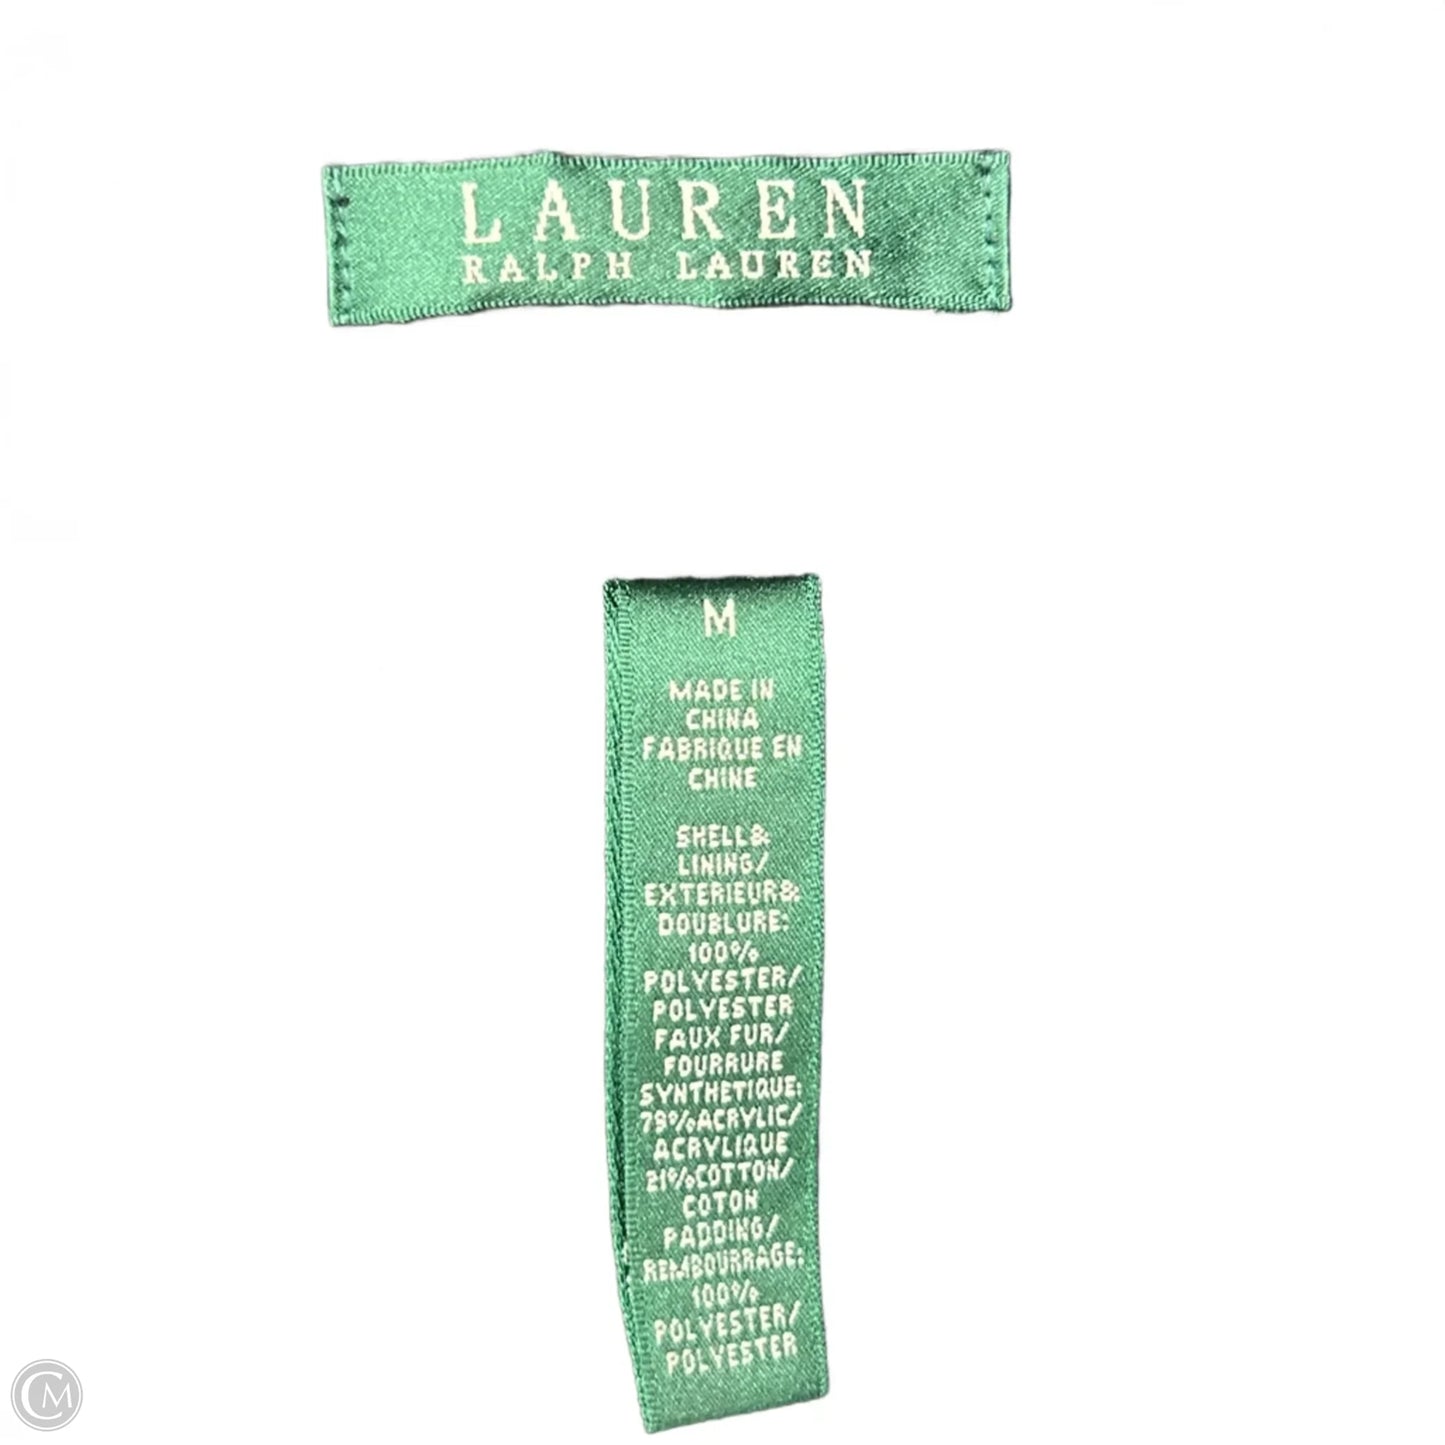 LAUREN
RALPH LAUREN
M
MADE IN
CHINA
FABRIQUE EN
CHINE
SHELL&
LINING/
EXTERIEUR&
DOUBLURE:
100%
POLYESTER/
POLYESTER
FAUX FUR/
FOURRURE
SYNTHETIQUE:
79%ACRYLIC/
ACRYLIQUE
21%COTTON/
COTON
PADDING/
REMBOURRAGE:
100%
POLYESTER/
POLYESTER
CM